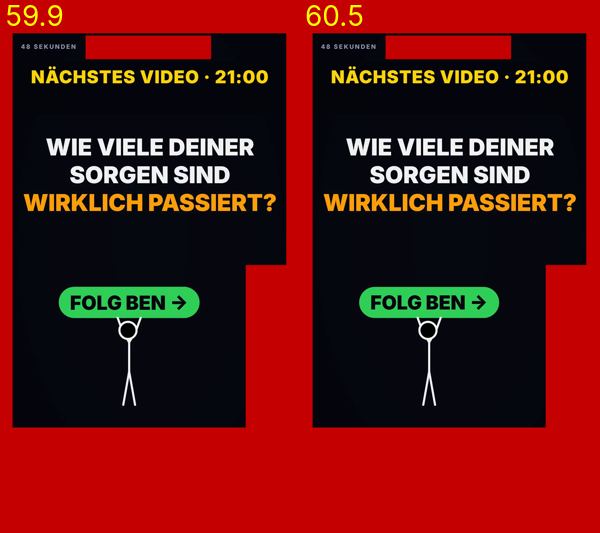 59.9
48 SEKUNDEN
NÄCHSTES VIDEO · 21:00
WIE VIELE DEINER
SORGEN SIND
WIRKLICH PASSIERT?
FOLG BEN →
60.5
48 SEKUNDEN
NÄCHSTES VIDEO · 21:00
WIE VIELE DEINER
SORGEN SIND
WIRKLICH PASSIERT?
FOLG BEN →